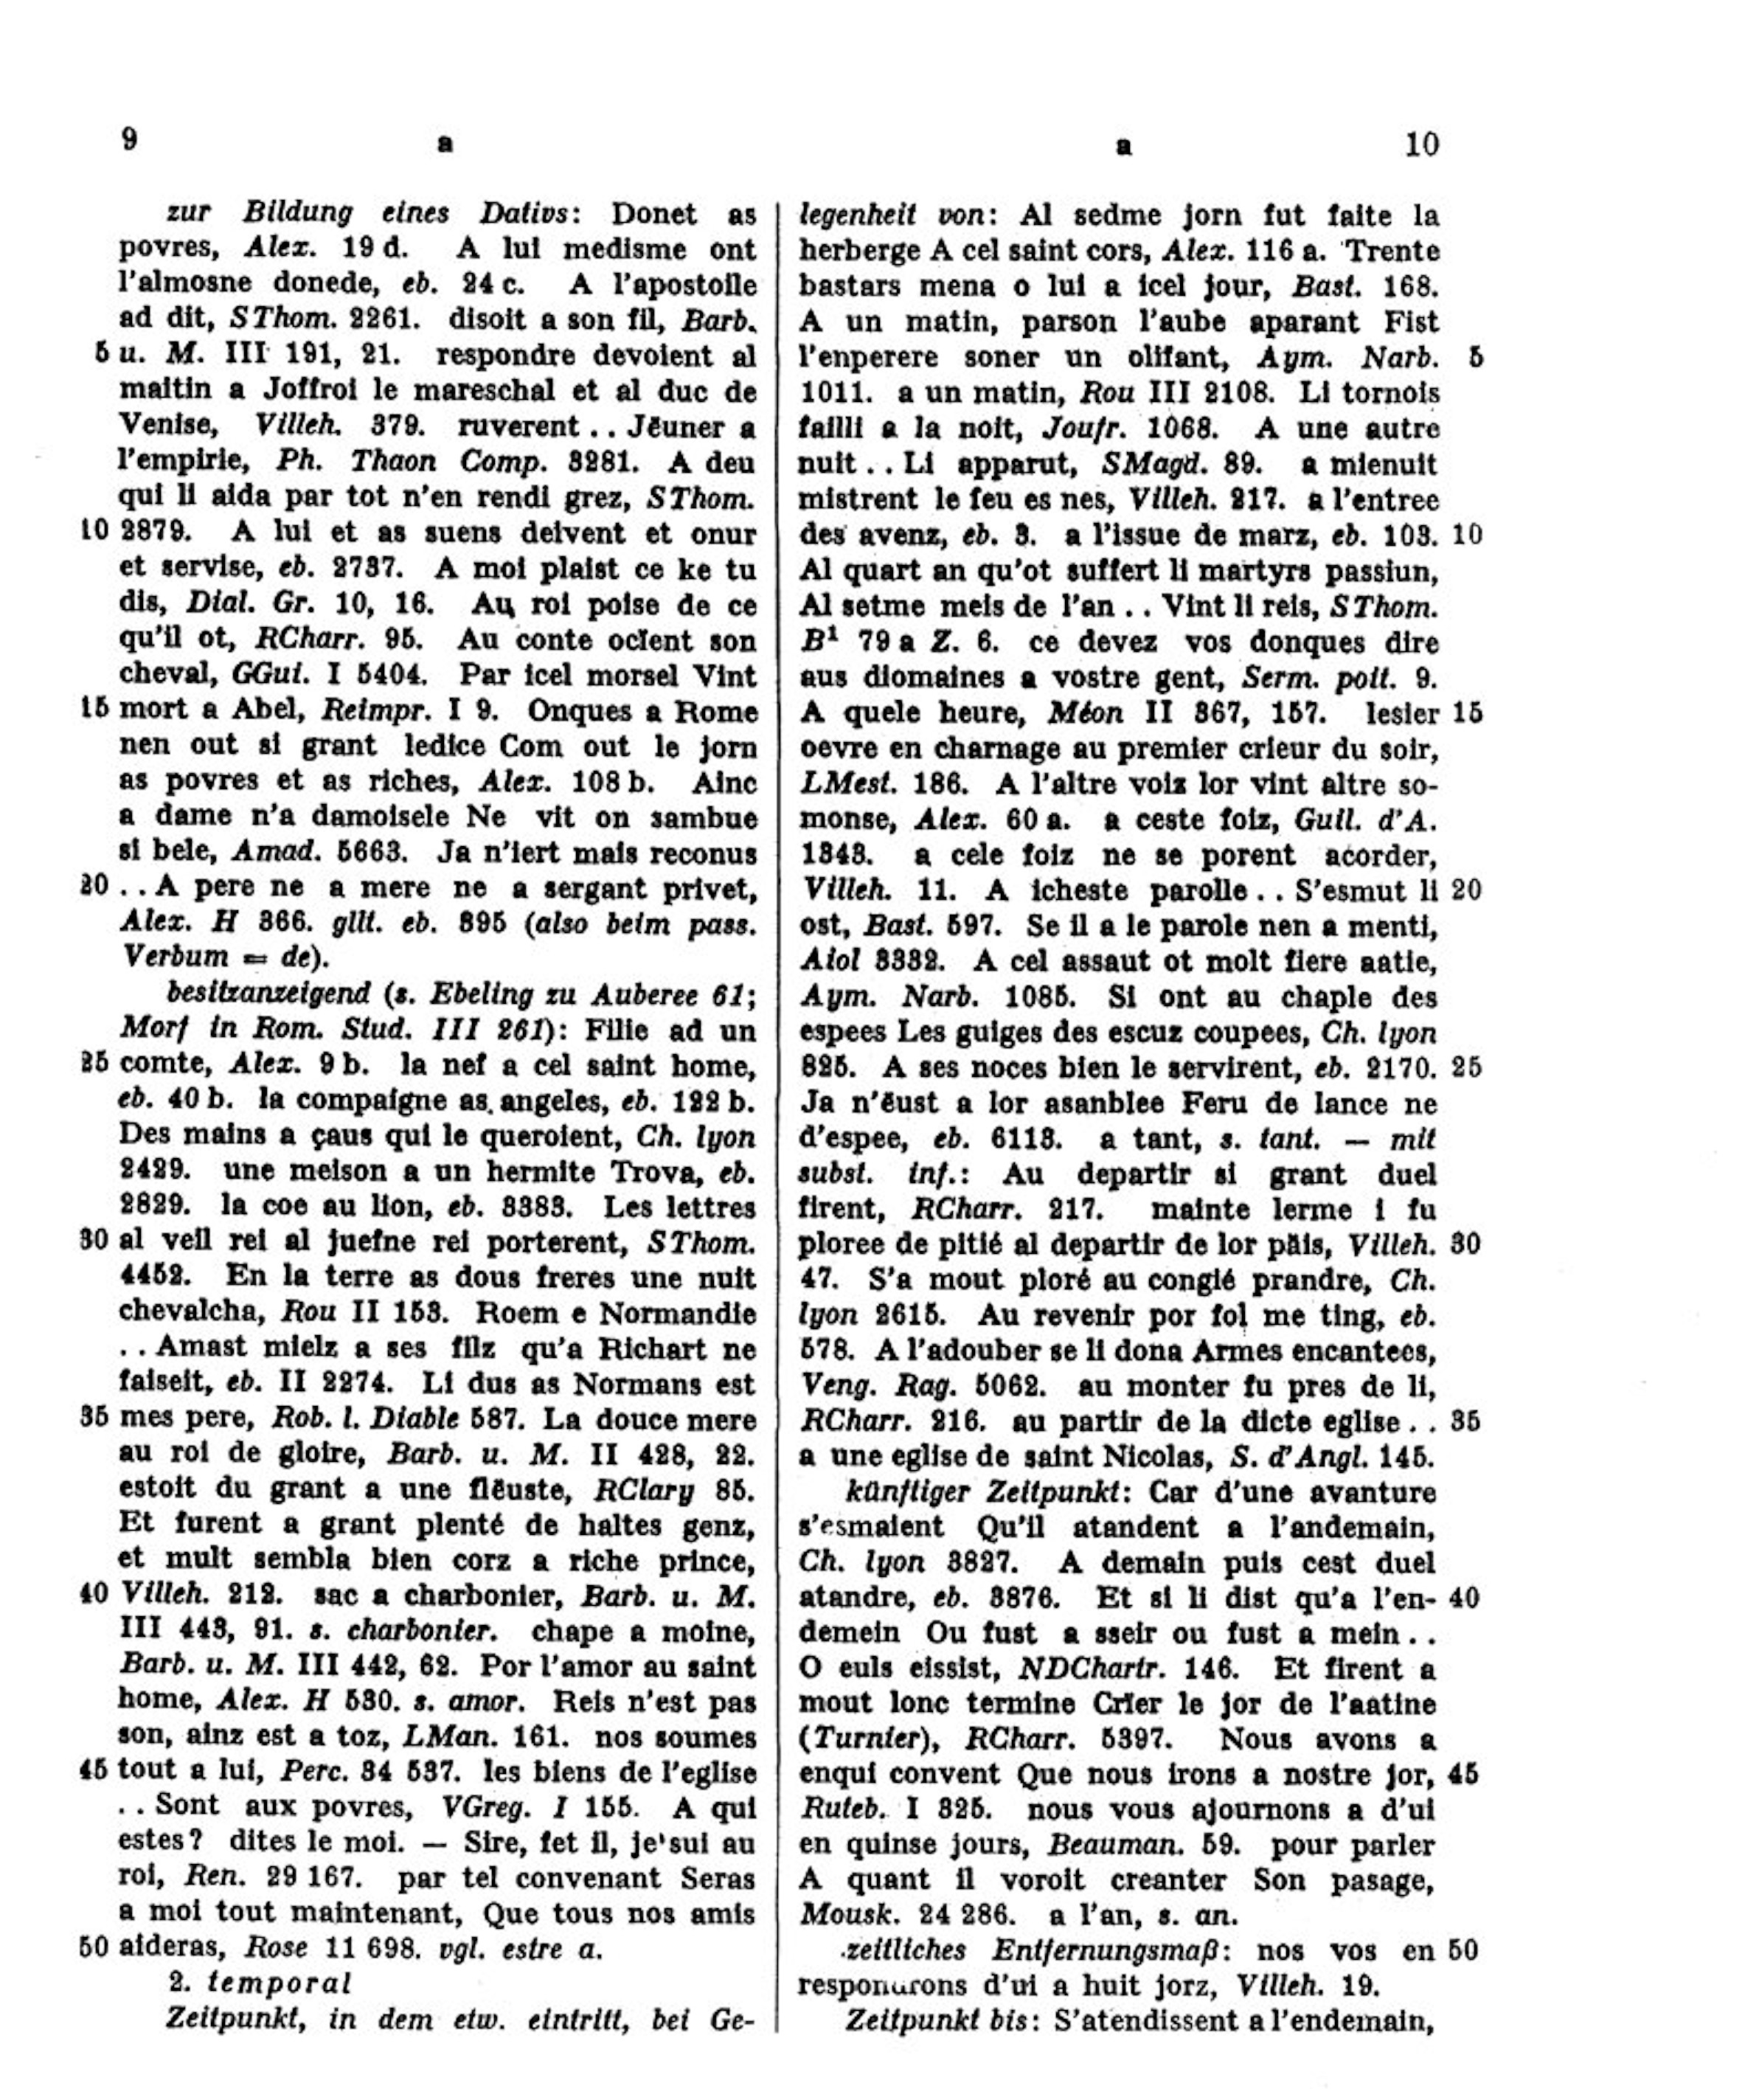 9 a
zur Bildung eines Dativs: Donet as
povres, Alex. 19 d. A lui medisme ont
l'almosne donede, eb. 24 c. A l'apostoile
ad dit, SThom. 2261. disoit a son fil, Barb.
5 u. M. III 191, 21. respondre devoient al
maitin a Joffroi le mareschal et al duc de
Venise, Villeh. 379. ruverent . . Jëuner a
l'empirie, Ph. Thaon Comp. 3281. A deu
qui li aida par tot n'en rendi grez, SThom.
10 2879. A lui et as suens deivent et onur
et servise, eb. 2737. A moi plaist ce ke tu
dis, Dial. Gr. 10, 16. Au roi poise de ce
qu'il ot, RCharr. 95. Au conte ocïent son
cheval, GGui. I 5404. Par icel morsel Vint
15 mort a Abel, Reimpr. I 9. Onques a Rome
nen out si grant ledice Com out le jorn
as povres et as riches, Alex. 108 b. Ainc
a dame n'a damoisele Ne vit on sambue
si bele, Amad. 5663. Ja n'iert mais reconus
20 . . A pere ne a mere ne a sergant privet,
Alex. H 366. glit. eb. 895 (also beim pass.
Verbum = de).
besitzanzeigend (s. Ebeling zu Auberee 61;
Morf in Rom. Stud. III 261): Filie ad un
25 comte, Alex. 9 b. la nef a cel saint home,
eb. 40 b. la compaigne as angeles, eb. 122 b.
Des mains a çaus qui le queroient, Ch. lyon
2429. une meison a un hermite Trova, eb.
2829. la coe au lion, eb. 3383. Les lettres
30 al veil rei al juefne rei porterent, SThom.
4452. En la terre as dous freres une nuit
chevalcha, Rou II 153. Roem e Normandie
. . Amast mielz a ses filz qu'a Richart ne
faiseit, eb. II 2274. Li dus as Normans est
35 mes pere, Rob. l. Diable 587. La douce mere
au roi de gloire, Barb. u. M. II 428, 22.
estoit du grant a une flëuste, RClary 85.
Et furent a grant plenté de haltes genz,
et mult sembla bien corz a riche prince,
40 Villeh. 212. sac a charbonier, Barb. u. M.
III 443, 91. s. charbonier. chape a moine,
Barb. u. M. III 442, 62. Por l'amor au saint
home, Alex. H 530. s. amor. Reis n'est pas
son, ainz est a toz, LMan. 161. nos soumes
45 tout a lui, Perc. 34 537. les biens de l'eglise
. . Sont aux povres, VGreg. I 155. A qui
estes? dites le moi. — Sire, fet il, je sui au
roi, Ren. 29 167. par tel convenant Seras
a moi tout maintenant, Que tous nos amis
50 aideras, Rose 11 698. vgl. estre a.
2. temporal
Zeitpunkt, in dem etw. eintritt, bei Ge-
a 10
legenheit von: Al sedme jorn fut faite la
herberge A cel saint cors, Alex. 116 a. Trente
bastars mena o lui a icel jour, Bast. 168.
A un matin, parson l'aube aparant Fist
l'enperere soner un olifant, Aym. Narb. 5
1011. a un matin, Rou III 2108. Li tornois
failli a la noit, Joufr. 1068. A une autre
nuit . . Li apparut, SMagd. 89. a mienuit
mistrent le feu es nes, Villeh. 217. a l'entree
des avenz, eb. 3. a l'issue de marz, eb. 103. 10
Al quart an qu'ot suffert li martyrs passiun,
Al setme meis de l'an . . Vint li reis, SThom.
B¹ 79 a Z. 6. ce devez vos donques dire
aus diomaines a vostre gent, Serm. poit. 9.
A quele heure, Méon II 367, 157. lesier 15
oevre en charnage au premier crieur du soir,
LMest. 186. A l'altre voiz lor vint altre so-
monse, Alex. 60 a. a ceste foiz, Guil. d'A.
1343. a cele foiz ne se porent acorder,
Villeh. 11. A icheste parolle . . S'esmut li 20
ost, Bast. 597. Se il a le parole nen a menti,
Aiol 3332. A cel assaut ot molt fiere aatie,
Aym. Narb. 1085. Si ont au chaple des
espees Les guiges des escuz coupees, Ch. lyon
825. A ses noces bien le servirent, eb. 2170. 25
Ja n'ëust a lor asanblee Feru de lance ne
d'espee, eb. 6113. a tant, s. tant. — mit
subst. inf.: Au departir si grant duel
firent, RCharr. 217. mainte lerme i fu
ploree de pitié al departir de lor päis, Villeh. 30
47. S'a mout ploré au congié prandre, Ch.
lyon 2615. Au revenir por fol me ting, eb.
578. A l'adouber se li dona Armes encantees,
Veng. Rag. 5062. au monter fu pres de li,
RCharr. 216. au partir de la dicte eglise . . 35
a une eglise de saint Nicolas, S. d'Angl. 145.
künftiger Zeitpunkt: Car d'une avanture
s'esmaient Qu'il atandent a l'andemain,
Ch. lyon 3827. A demain puis cest duel
atandre, eb. 3876. Et si li dist qu'a l'en- 40
demein Ou fust a sseir ou fust a mein . .
O euls eissist, NDChartr. 146. Et firent a
mout lonc termine Crïer le jor de l'aatine
(Turnier), RCharr. 5397. Nous avons a
enqui convent Que nous irons a nostre jor, 45
Ruteb. I 325. nous vous ajournons a d'ui
en quinse jours, Beauman. 59. pour parler
A quant il voroit creanter Son pasage,
Mousk. 24 286. a l'an, s. an.
zeitliches Entfernungsmaß: nos vos en 50
respondrons d'ui a huit jorz, Villeh. 19.
Zeitpunkt bis: S'atendissent a l'endemain,